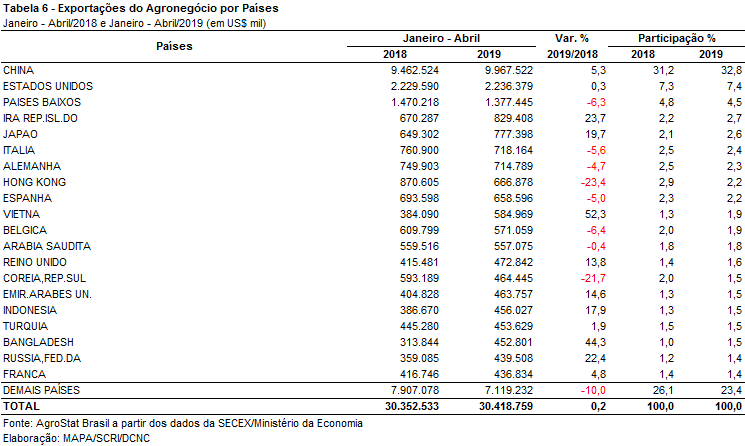 Tabela 6 - Exportações do Agronegócio por Países
Janeiro - Abril/2018 e Janeiro - Abril/2019 (em US$ mil)
Países Janeiro - Abril Var. % Participação %
2018 2019 2019/2018 2018 2019
CHINA 9.462.524 9.967.522 5,3 31,2 32,8
ESTADOS UNIDOS 2.229.590 2.236.379 0,3 7,3 7,4
PAISES BAIXOS 1.470.218 1.377.445 -6,3 4,8 4,5
IRA REP.ISL.DO 670.287 829.408 23,7 2,2 2,7
JAPAO 649.302 777.398 19,7 2,1 2,6
ITALIA 760.900 718.164 -5,6 2,5 2,4
ALEMANHA 749.903 714.789 -4,7 2,5 2,3
HONG KONG 870.605 666.878 -23,4 2,9 2,2
ESPANHA 693.598 658.596 -5,0 2,3 2,2
VIETNA 384.090 584.969 52,3 1,3 1,9
BELGICA 609.799 571.059 -6,4 2,0 1,9
ARABIA SAUDITA 559.516 557.075 -0,4 1,8 1,8
REINO UNIDO 415.481 472.842 13,8 1,4 1,6
COREIA,REP.SUL 593.189 464.445 -21,7 2,0 1,5
EMIR.ARABES UN. 404.828 463.757 14,6 1,3 1,5
INDONESIA 386.670 456.027 17,9 1,3 1,5
TURQUIA 445.280 453.629 1,9 1,5 1,5
BANGLADESH 313.844 452.801 44,3 1,0 1,5
RUSSIA,FED.DA 359.085 439.508 22,4 1,2 1,4
FRANCA 416.746 436.834 4,8 1,4 1,4
DEMAIS PAÍSES 7.907.078 7.119.232 -10,0 26,1 23,4
TOTAL 30.352.533 30.418.759 0,2 100,0 100,0
Fonte: AgroStat Brasil a partir dos dados da SECEX/Ministério da Economia
Elaboração: MAPA/SCRI/DCNC